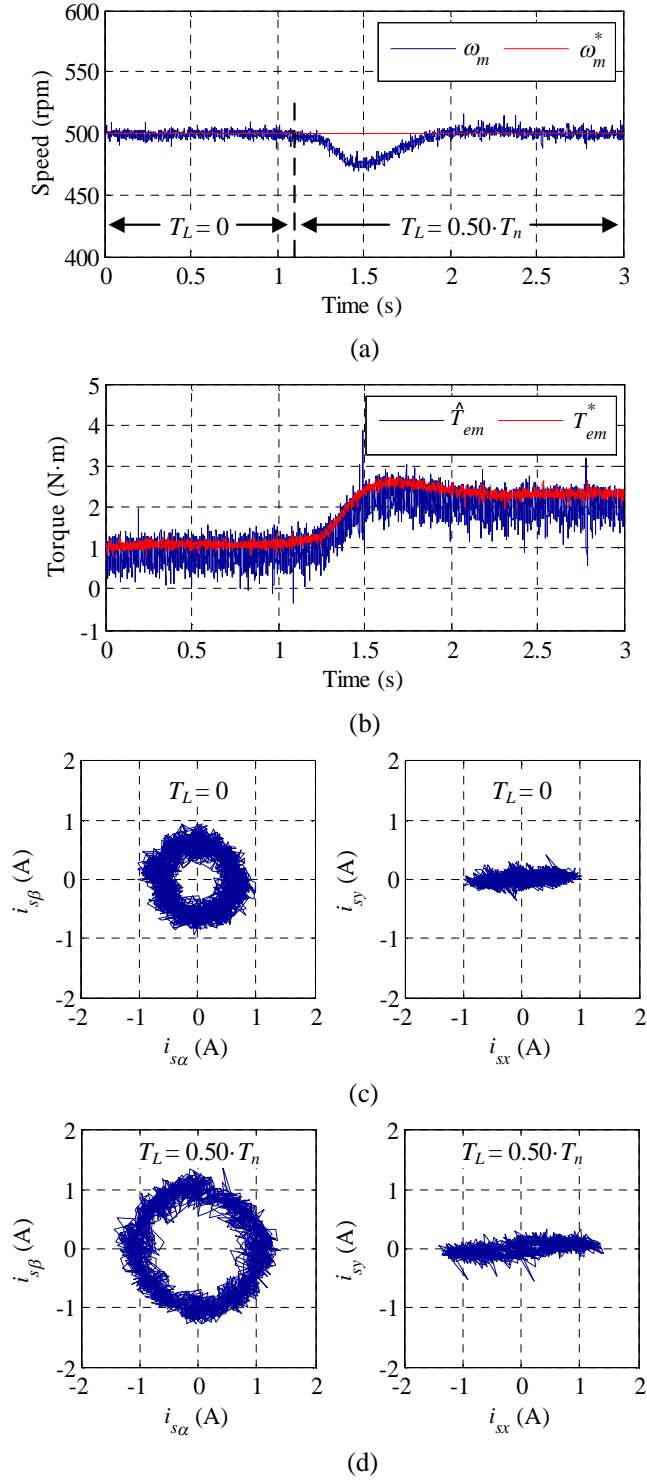 600
550
500
450
400
Speed (rpm)
ω_m ω_m^*
T_L = 0
T_L = 0.50·T_n
0 0.5 1 1.5 2 2.5 3
Time (s)
(a)
5
4
3
2
1
0
-1
Torque (N·m)
T̂_em T_em^*
0 0.5 1 1.5 2 2.5 3
Time (s)
(b)
2
1
0
-1
-2
i_sβ (A)
T_L = 0
-2 -1 0 1 2
i_sα (A)
2
1
0
-1
-2
i_sy (A)
T_L = 0
-2 -1 0 1 2
i_sx (A)
(c)
2
1
0
-1
-2
i_sβ (A)
T_L = 0.50·T_n
-2 -1 0 1 2
i_sα (A)
2
1
0
-1
-2
i_sy (A)
T_L = 0.50·T_n
-2 -1 0 1 2
i_sx (A)
(d)